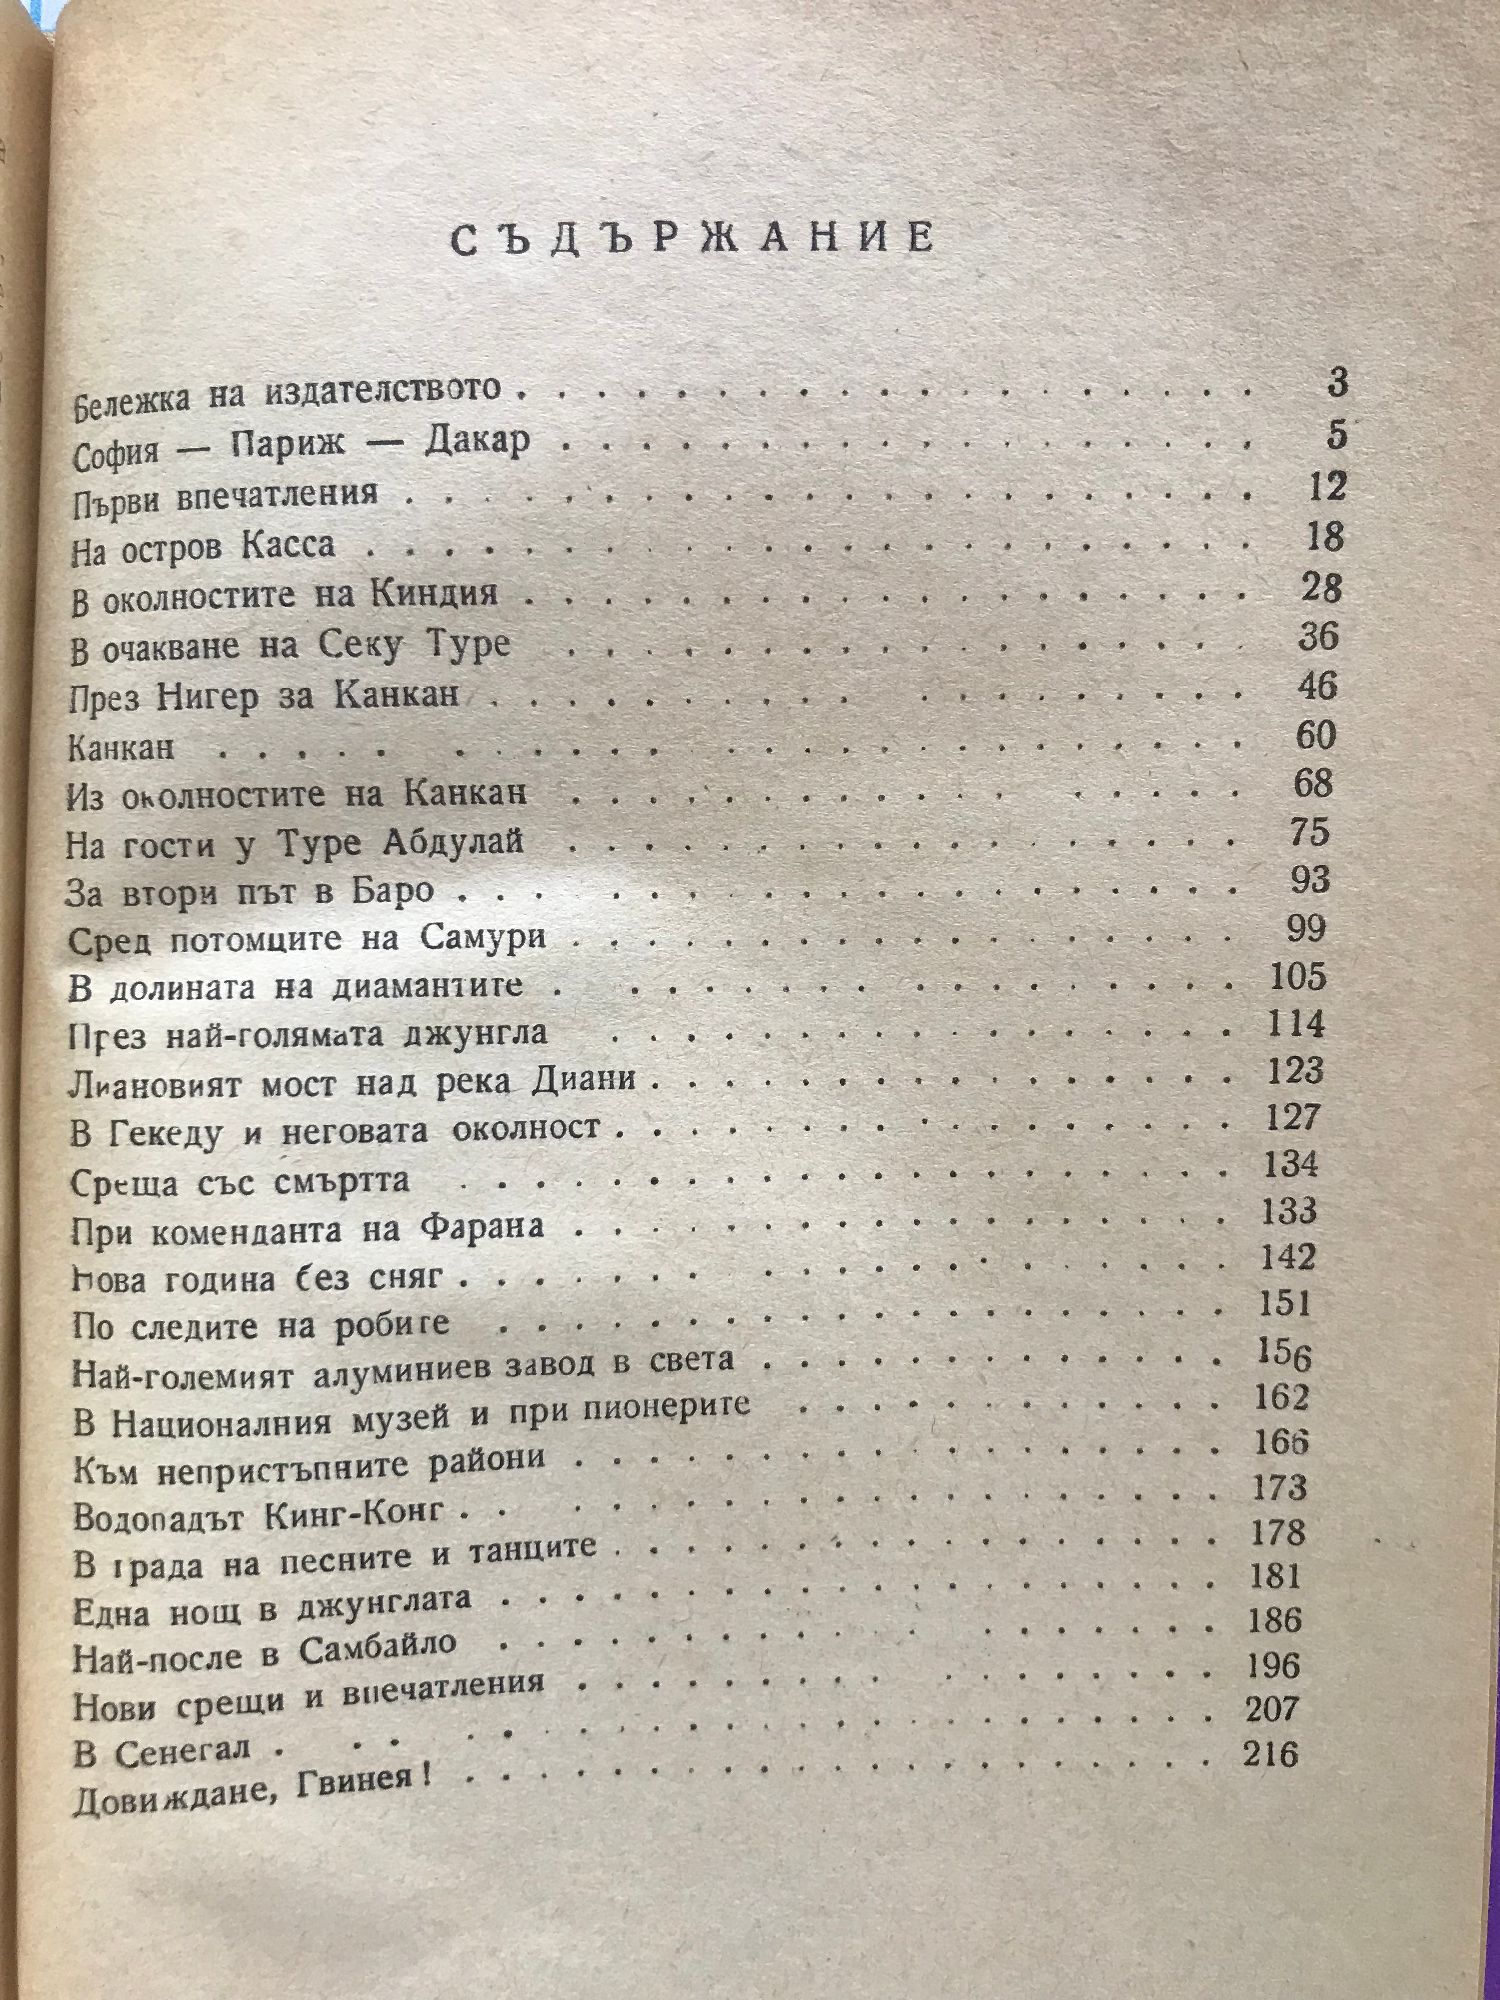 СЪДЪРЖАНИЕ
Бележка на издателството . . . . . . . . . . . . . . . . . . . 3
София — Париж — Дакар . . . . . . . . . . . . . . . . . . 5
Първи впечатления . . . . . . . . . . . . . . . . . . . . . . 12
На остров Касса . . . . . . . . . . . . . . . . . . . . . . . 18
В околностите на Киндия . . . . . . . . . . . . . . . . . . . 28
В очакване на Секу Туре . . . . . . . . . . . . . . . . . . 36
През Нигер за Канкан . . . . . . . . . . . . . . . . . . . 46
Канкан . . . . . . . . . . . . . . . . . . . . . . . . . 60
Из околностите на Канкан . . . . . . . . . . . . . . . . . 68
На гости у Туре Абдулай . . . . . . . . . . . . . . . . . . 75
За втори път в Баро . . . . . . . . . . . . . . . . . . . . 93
Сред потомците на Самури . . . . . . . . . . . . . . . . . . 99
В долината на диамантите . . . . . . . . . . . . . . . . . 105
През най-голямата джунгла . . . . . . . . . . . . . . . . . 114
Лиановият мост над река Диани . . . . . . . . . . . . . . . . 123
В Гекеду и неговата околност . . . . . . . . . . . . . . . . . 127
Среща със смъртта . . . . . . . . . . . . . . . . . . . . . 134
При коменданта на Фарана . . . . . . . . . . . . . . . . . . 133
Нова година без сняг . . . . . . . . . . . . . . . . . . . . 142
По следите на робите . . . . . . . . . . . . . . . . . . . . 151
Най-големият алуминиев завод в света . . . . . . . . . . . . . 156
В Националния музей и при пионерите . . . . . . . . . . . . 162
Към непристъпните райони . . . . . . . . . . . . . . . . . . 166
Водопадът Кинг-Конг . . . . . . . . . . . . . . . . . . . . 173
В града на песните и танците . . . . . . . . . . . . . . . . . 178
Една нощ в джунглата . . . . . . . . . . . . . . . . . . . . 181
Най-после в Самбайло . . . . . . . . . . . . . . . . . . . 186
Нови срещи и впечатления . . . . . . . . . . . . . . . . . . 196
В Сенегал . . . . . . . . . . . . . . . . . . . . . . . 207
Довиждане, Гвинея! . . . . . . . . . . . . . . . . . . . . . 216